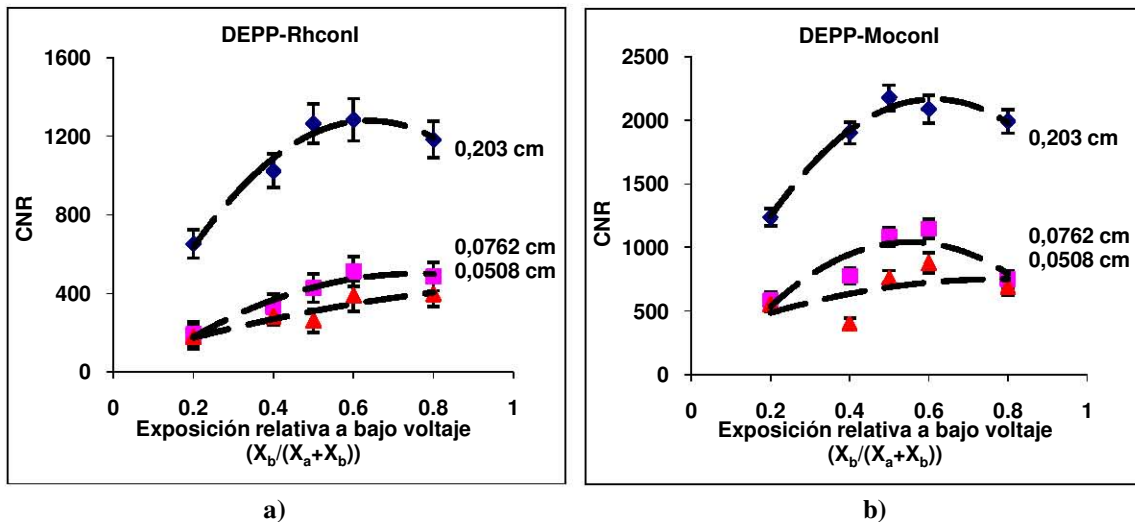 DEPP-RhconI
1600
1200
800
400
0
CNR
0,203 cm
0,0762 cm
0,0508 cm
0
0.2
0.4
0.6
0.8
1
Exposición relativa a bajo voltaje
(Xb/(Xa+Xb))
a)
DEPP-MoconI
2500
2000
1500
1000
500
0
CNR
0,203 cm
0,0762 cm
0,0508 cm
0
0.2
0.4
0.6
0.8
1
Exposición relativa a bajo voltaje
(Xb/(Xa+Xb))
b)